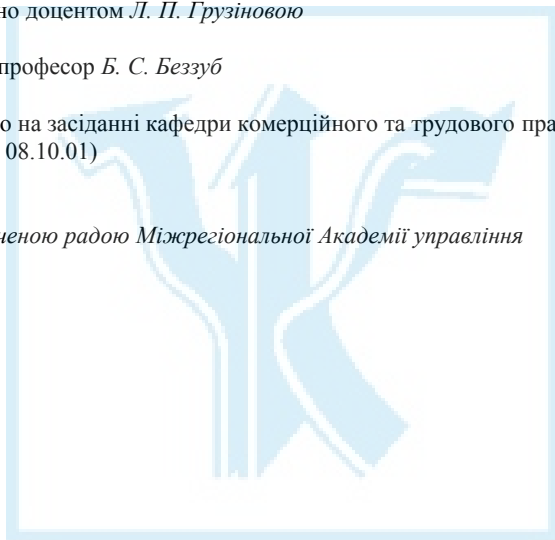 но доцентом Л. П. Грузіновою
професор Б. С. Беззуб
о на засіданні кафедри комерційного та трудового пра
08.10.01)
ченою радою Міжрегіональної Академії управління